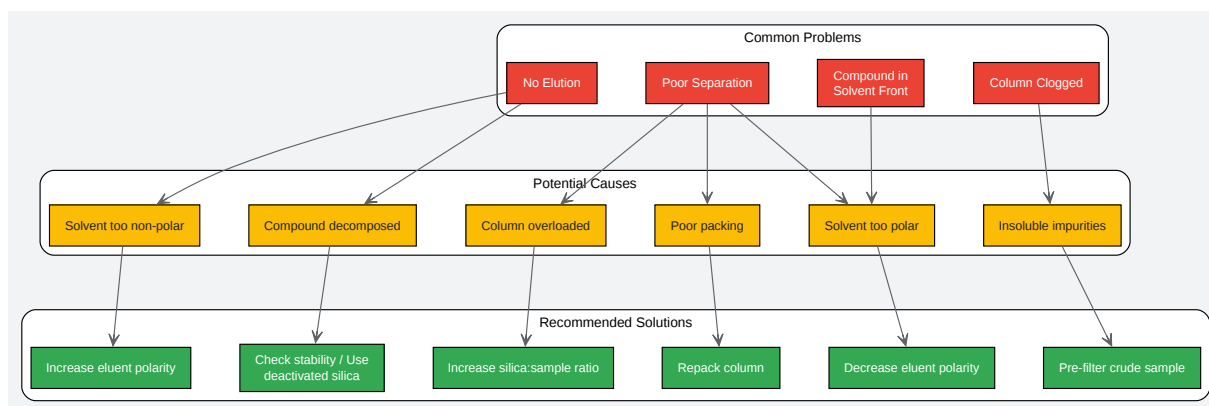 Common Problems
No Elution
Poor Separation
Compound in
Solvent Front
Column Clogged
Potential Causes
Solvent too non-polar
Compound decomposed
Column overloaded
Poor packing
Solvent too polar
Insoluble impurities
Recommended Solutions
Increase eluent polarity
Check stability / Use
deactivated silica
Increase silica:sample ratio
Repack column
Decrease eluent polarity
Pre-filter crude sample